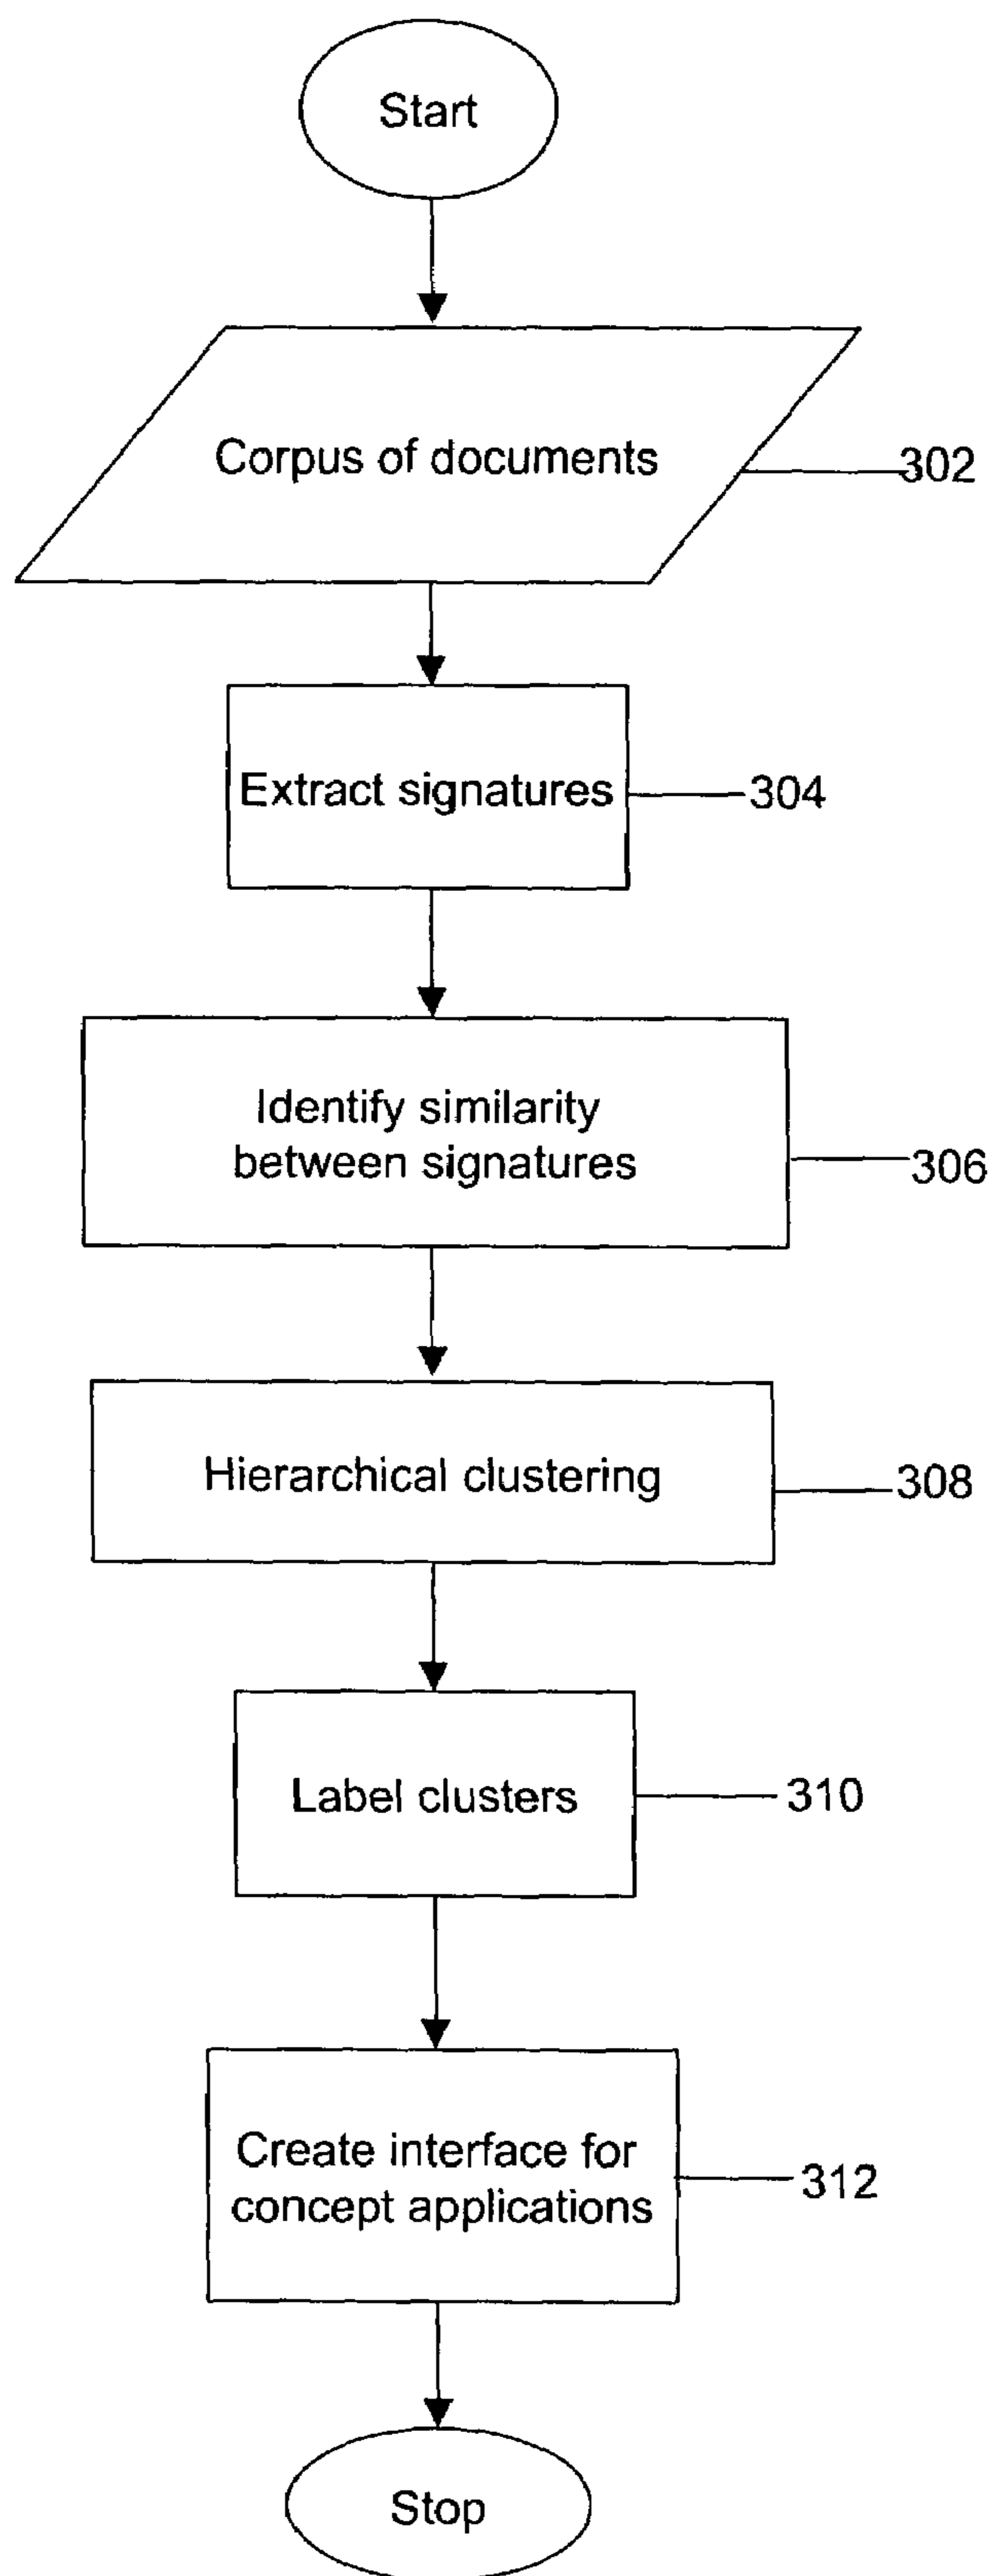 Start
Corpus of documents
302
Extract signatures
304
Identify similarity
between signatures
306
Hierarchical clustering
308
Label clusters
310
Create interface for
concept applications
312
Stop